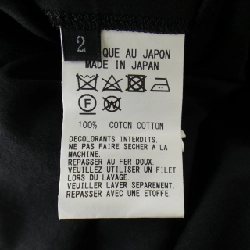 2
QUE AU JAPON
MADE IN JAPAN
F W
100% COTON COTTON
DECOLORANTS INTERDITS.
NE PAS FAIRE SECHER A LA
MACHINE.
REPASSER AU FER DOUX.
VEUILLEZ UTILISER UN FILET
LORS DU LAVAGE.
VEUILLER LAVER SEPAREMENT.
REPASSER AVEC UNE ETOFFE.